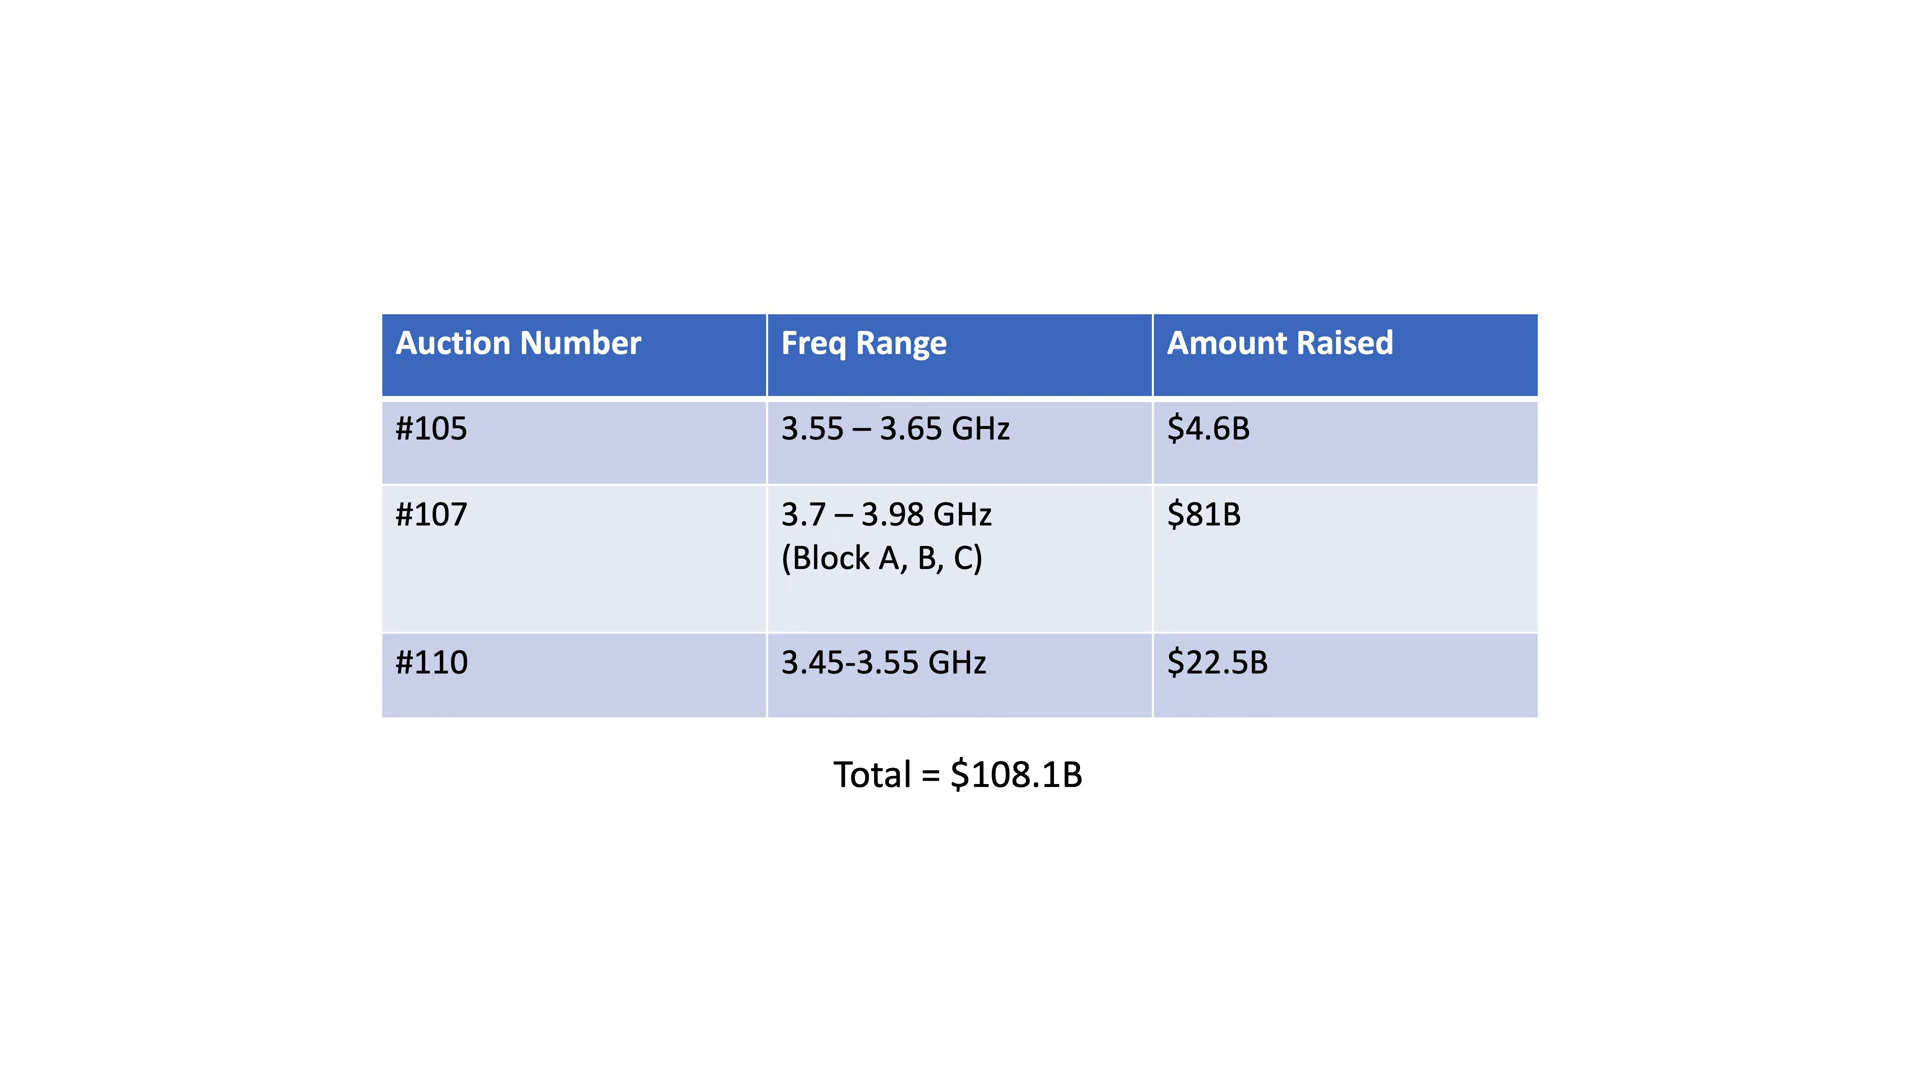 Auction Number Freq Range Amount Raised
#105 3.55 – 3.65 GHz $4.6B
#107 3.7 – 3.98 GHz $81B
(Block A, B, C)
#110 3.45-3.55 GHz $22.5B
Total = $108.1B